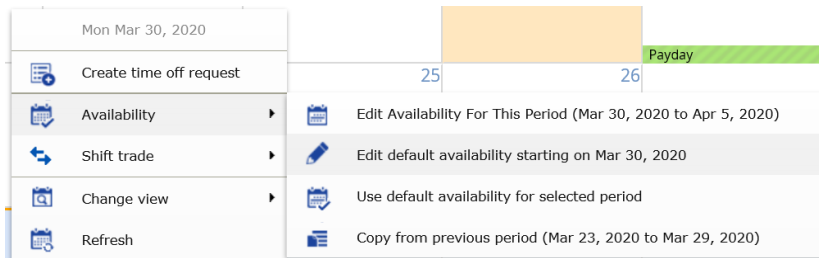 Mon Mar 30, 2020
Payday
Create time off request
25
26
Availability
Edit Availability For This Period (Mar 30, 2020 to Apr 5, 2020)
Shift trade
Edit default availability starting on Mar 30, 2020
Change view
Use default availability for selected period
Refresh
Copy from previous period (Mar 23, 2020 to Mar 29, 2020)